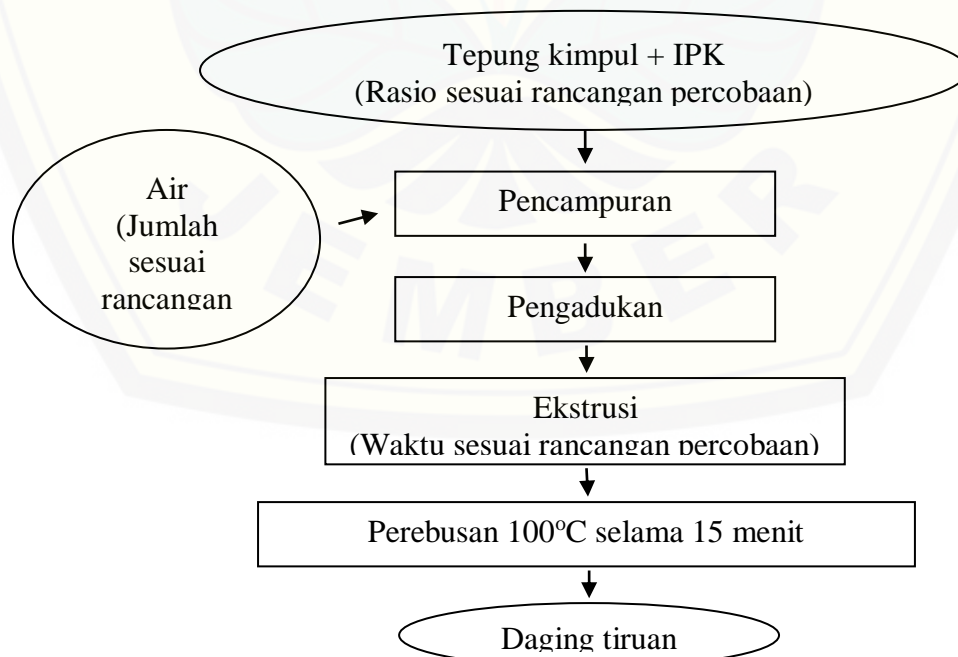 Tepung kimpul + IPK
(Rasio sesuai rancangan percobaan)
Air
(Jumlah
sesuai
rancangan
Pencampuran
Pengadukan
Ekstrusi
(Waktu sesuai rancangan percobaan)
Perebusan 100°C selama 15 menit
Daging tiruan
JEMBER